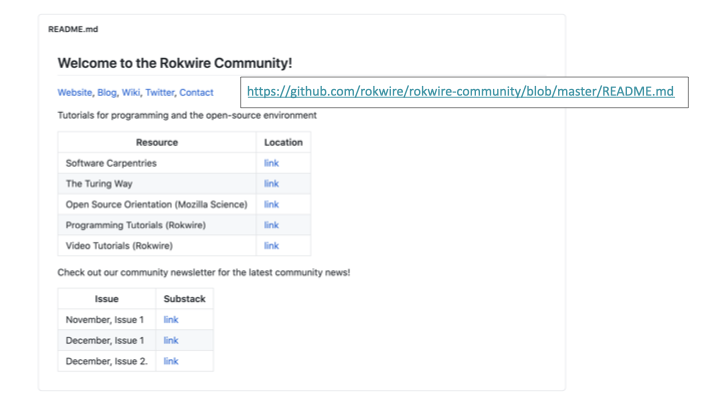 README.md
Welcome to the Rokwire Community!
Website, Blog, Wiki, Twitter, Contact
https://github.com/rokwire/rokwire-community/blob/master/README.md
Tutorials for programming and the open-source environment
Resource Location
Software Carpentries link
The Turing Way link
Open Source Orientation (Mozilla Science) link
Programming Tutorials (Rokwire) link
Video Tutorials (Rokwire) link
Check out our community newsletter for the latest community news!
Issue Substack
November, Issue 1 link
December, Issue 1 link
December, Issue 2. link